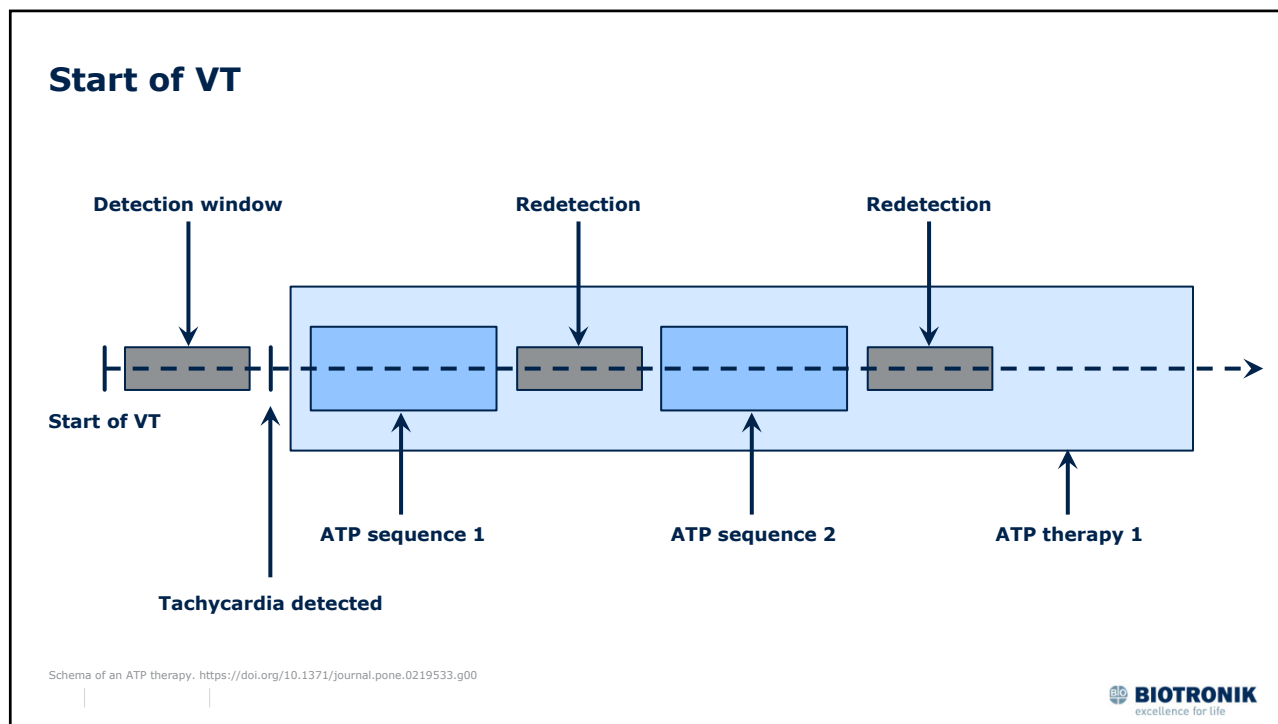 Start of VT
Detection window
Redetection
Redetection
Start of VT
ATP sequence 1
ATP sequence 2
ATP therapy 1
Tachycardia detected
Schema of an ATP therapy. https://doi.org/10.1371/journal.pone.0219533.g00
BIO
BIOTRONIK
excellence for life